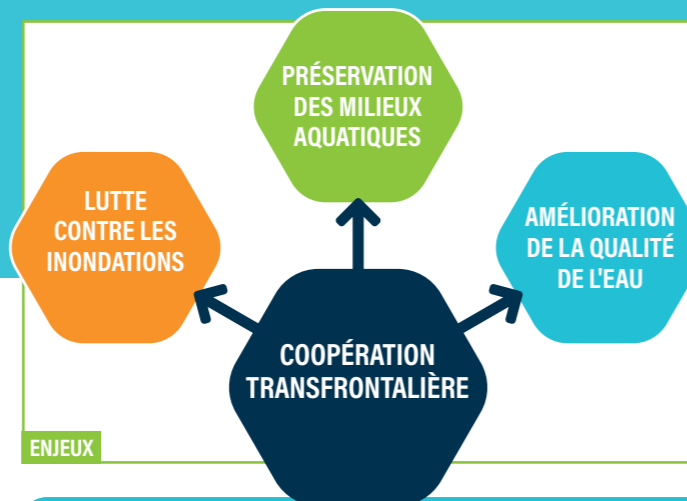 PRÉSERVATION
DES MILIEUX
AQUATIQUES
LUTTE
CONTRE LES
INONDATIONS
AMÉLIORATION
DE LA QUALITÉ
DE L'EAU
COOPÉRATION
TRANSFRONTALIÈRE
ENJEUX